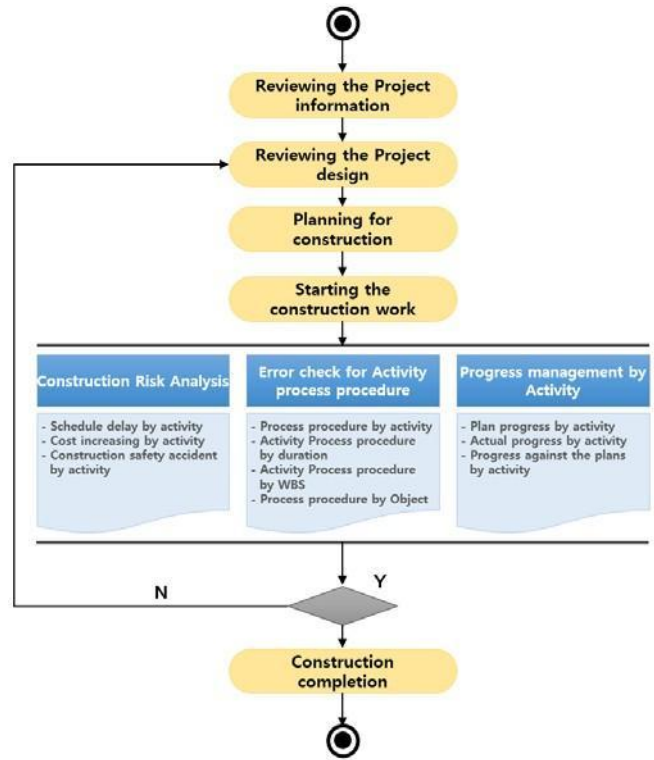 Reviewing the Project
information
Reviewing the Project
design
Planning for
construction
Starting the
construction work
Construction Risk Analysis
- Schedule delay by activity
- Cost increasing by activity
- Construction safety accident
by activity
Error check for Activity
process procedure
- Process procedure by activity
- Activity Process procedure
by duration
- Activity Process procedure
by WBS
- Process procedure by Object
Progress management by
Activity
- Plan progress by activity
- Actual progress by activity
- Progress against the plans
by activity
N
Y
Construction
completion